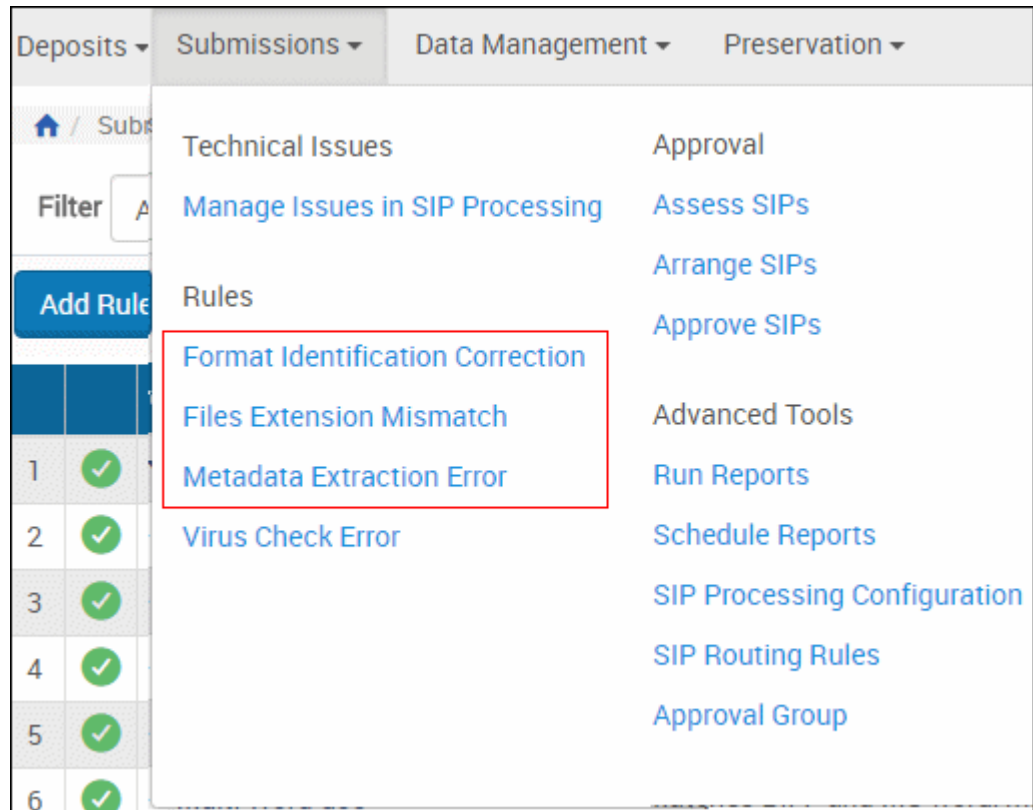 Deposits Submissions Data Management Preservation
Technical Issues
Manage Issues in SIP Processing
Rules
Format Identification Correction
Files Extension Mismatch
Metadata Extraction Error
Virus Check Error
Approval
Assess SIPs
Arrange SIPs
Approve SIPs
Advanced Tools
Run Reports
Schedule Reports
SIP Processing Configuration
SIP Routing Rules
Approval Group
/
Filter
Add Rule
1
2
3
4
5
6